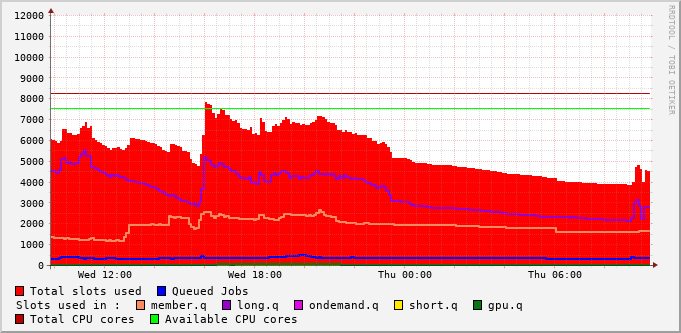 12000
11000
10000
9000
8000
7000
6000
5000
4000
3000
2000
1000
0
Wed 12:00 Wed 18:00 Thu 00:00 Thu 06:00
Total slots used Queued Jobs
Slots used in : member.q long.q ondemand.q short.q gpu.q
Total CPU cores Available CPU cores
RRDTOOL / TOBI OETIKER